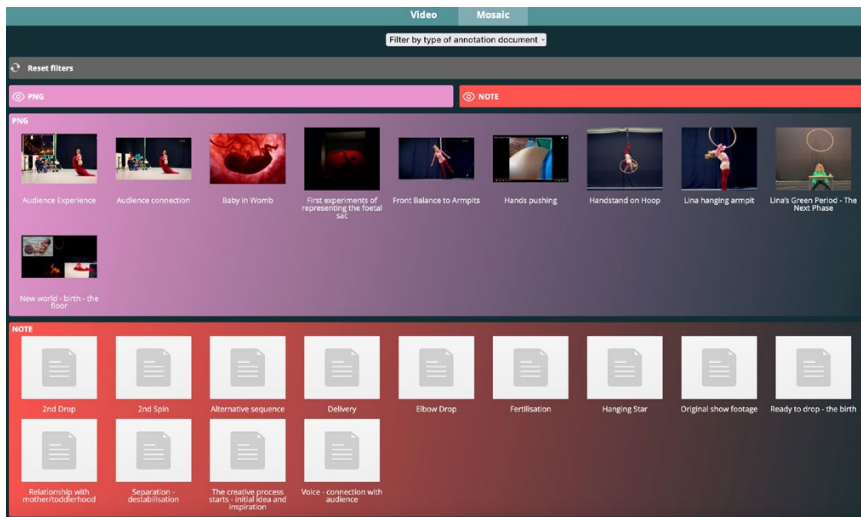 Video Mosaic
Filter by type of annotation document
Reset filters
PNG NOTE
PNG
Audience Experience Audience connection Baby in Womb First experiments of Front Balance to Armpits Hands pushing Handstand on Hoop Lina hanging armpit Lina's Green Period - The
representing the foetal Next Phase
sac
New world - birth - the
floor
NOTE
2nd Drop 2nd Spin Alternative sequence Delivery Elbow Drop Fertilisation Hanging Star Original show footage Ready to drop - the birth
Relationship with Separation - The creative process Voice - connection with
mother/toddlerhood destabilisation starts - initial idea and audience
inspiration